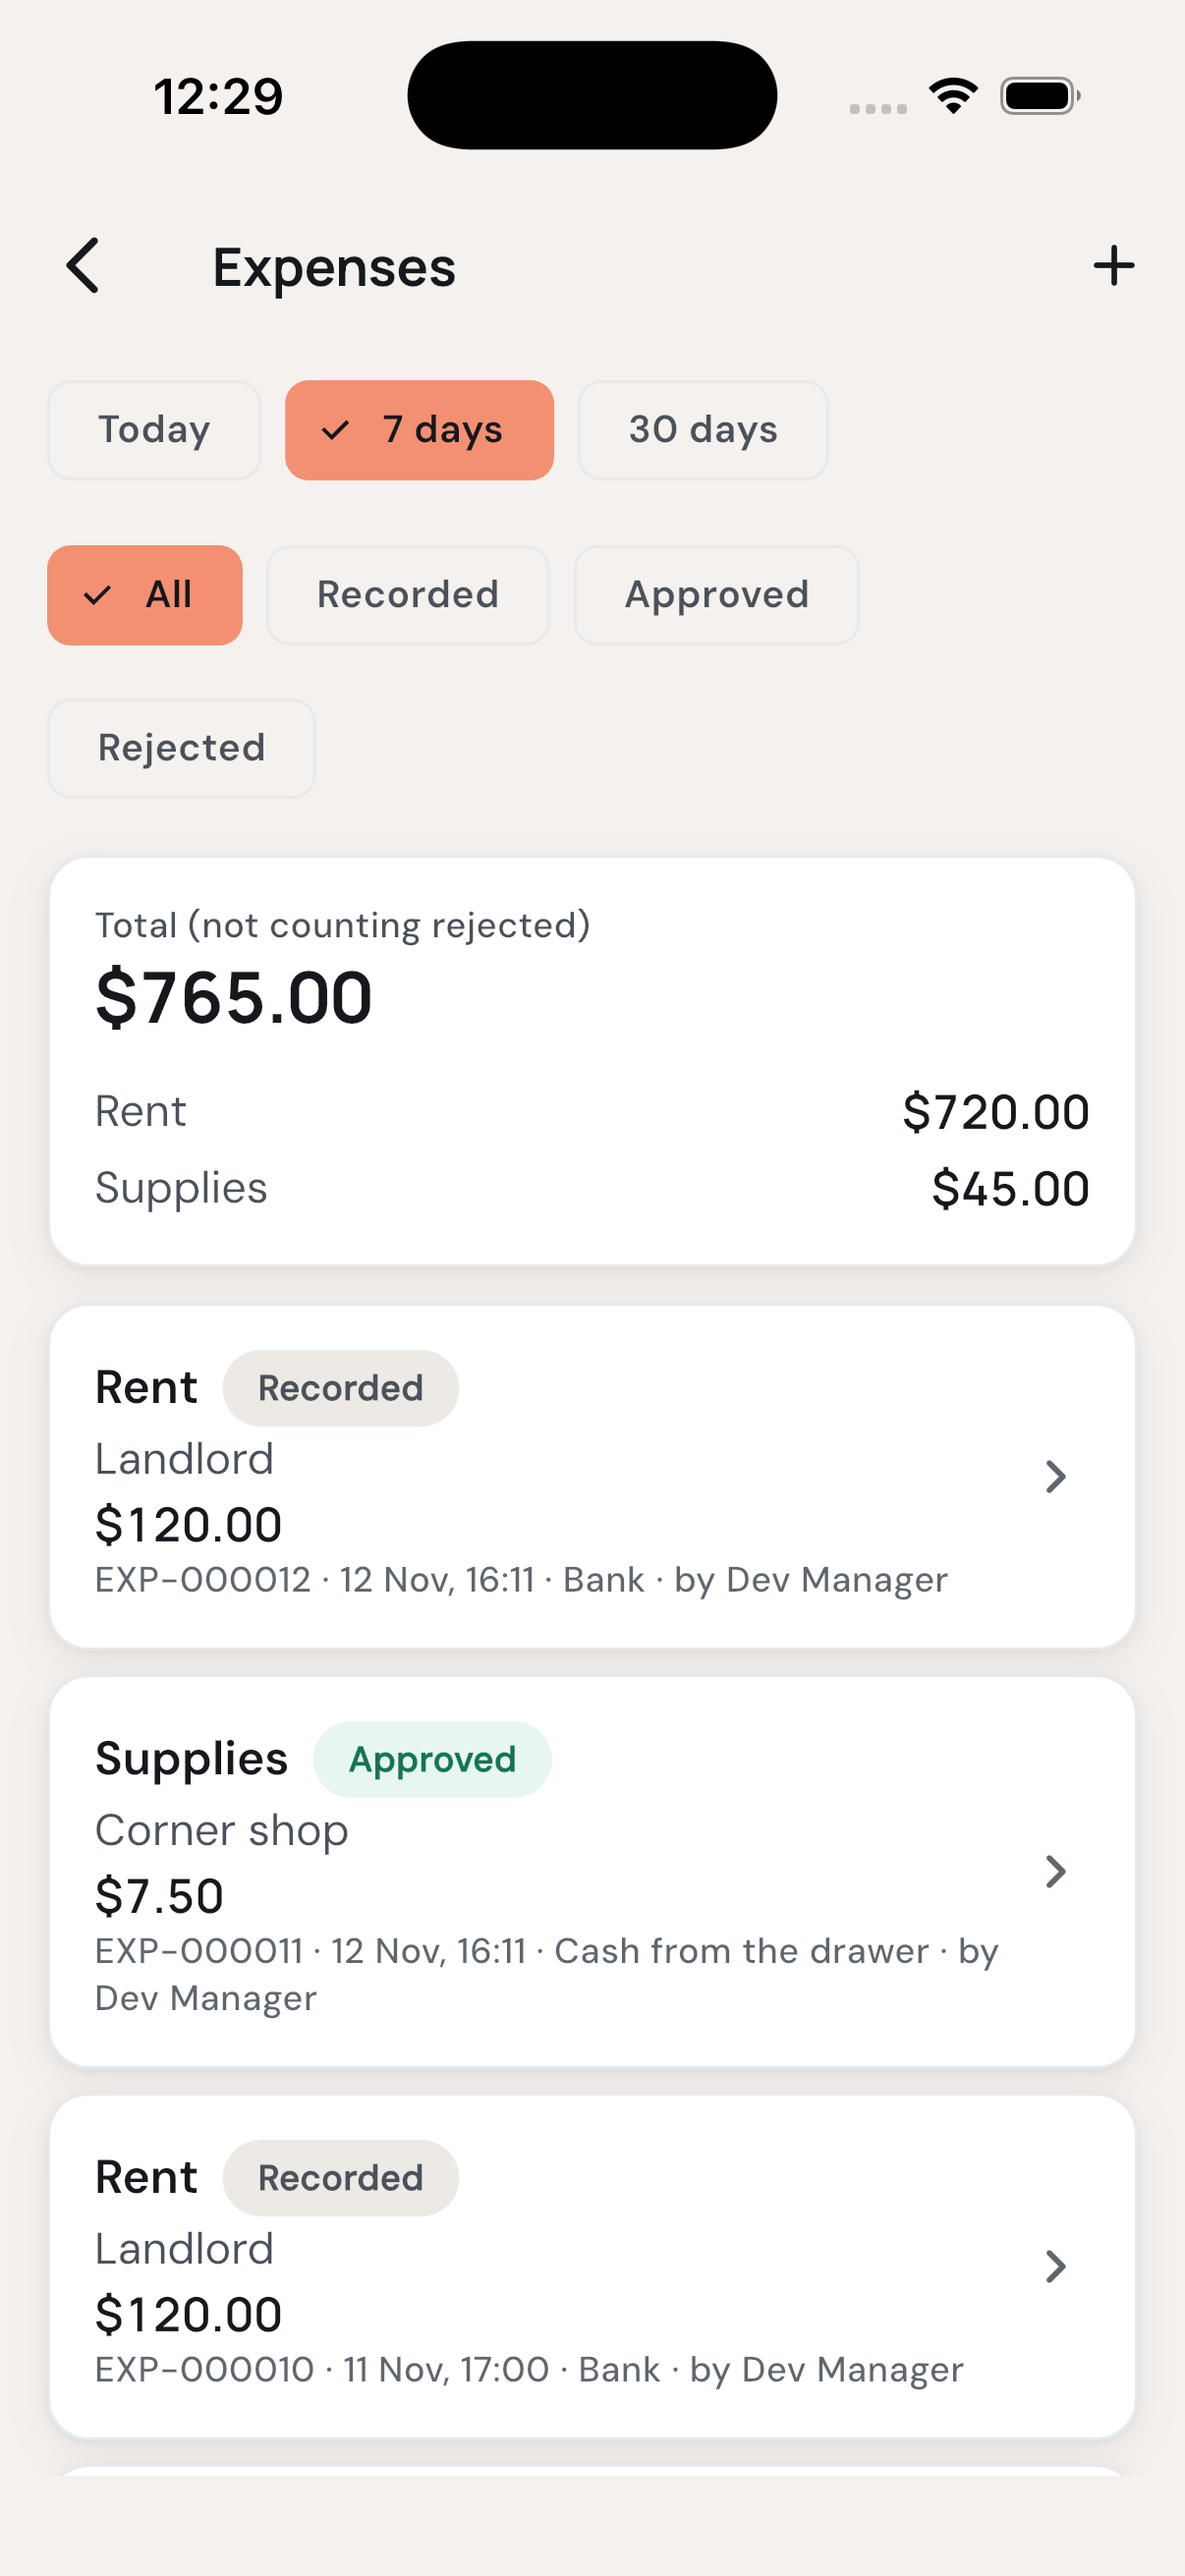 12:29
Expenses
Today
7 days
30 days
All
Recorded
Approved
Rejected
Total (not counting rejected)
$765.00
Rent $720.00
Supplies $45.00
Rent Recorded
Landlord
$120.00
EXP-000012 · 12 Nov, 16:11 · Bank · by Dev Manager
Supplies Approved
Corner shop
$7.50
EXP-000011 · 12 Nov, 16:11 · Cash from the drawer · by
Dev Manager
Rent Recorded
Landlord
$120.00
EXP-000010 · 11 Nov, 17:00 · Bank · by Dev Manager